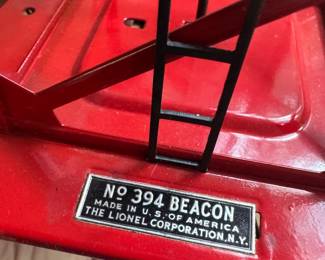 Nº 394 BEACON
MADE IN U.S. OF AMERICA
THE LIONEL CORPORATION, N.Y.